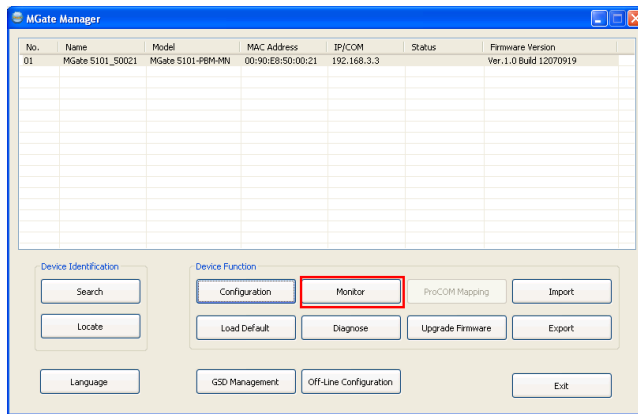 MGate Manager
No. Name Model MAC Address IP/COM Status Firmware Version
01 MGate 5101_50021 MGate 5101-PBM-MN 00:90:E8:50:00:21 192.168.3.3 Ver.1.0 Build 12070919
Device Identification Device Function
Search Configuration Monitor ProCOM Mapping Import
Locate Load Default Diagnose Upgrade Firmware Export
Language GSD Management Off-Line Configuration Exit